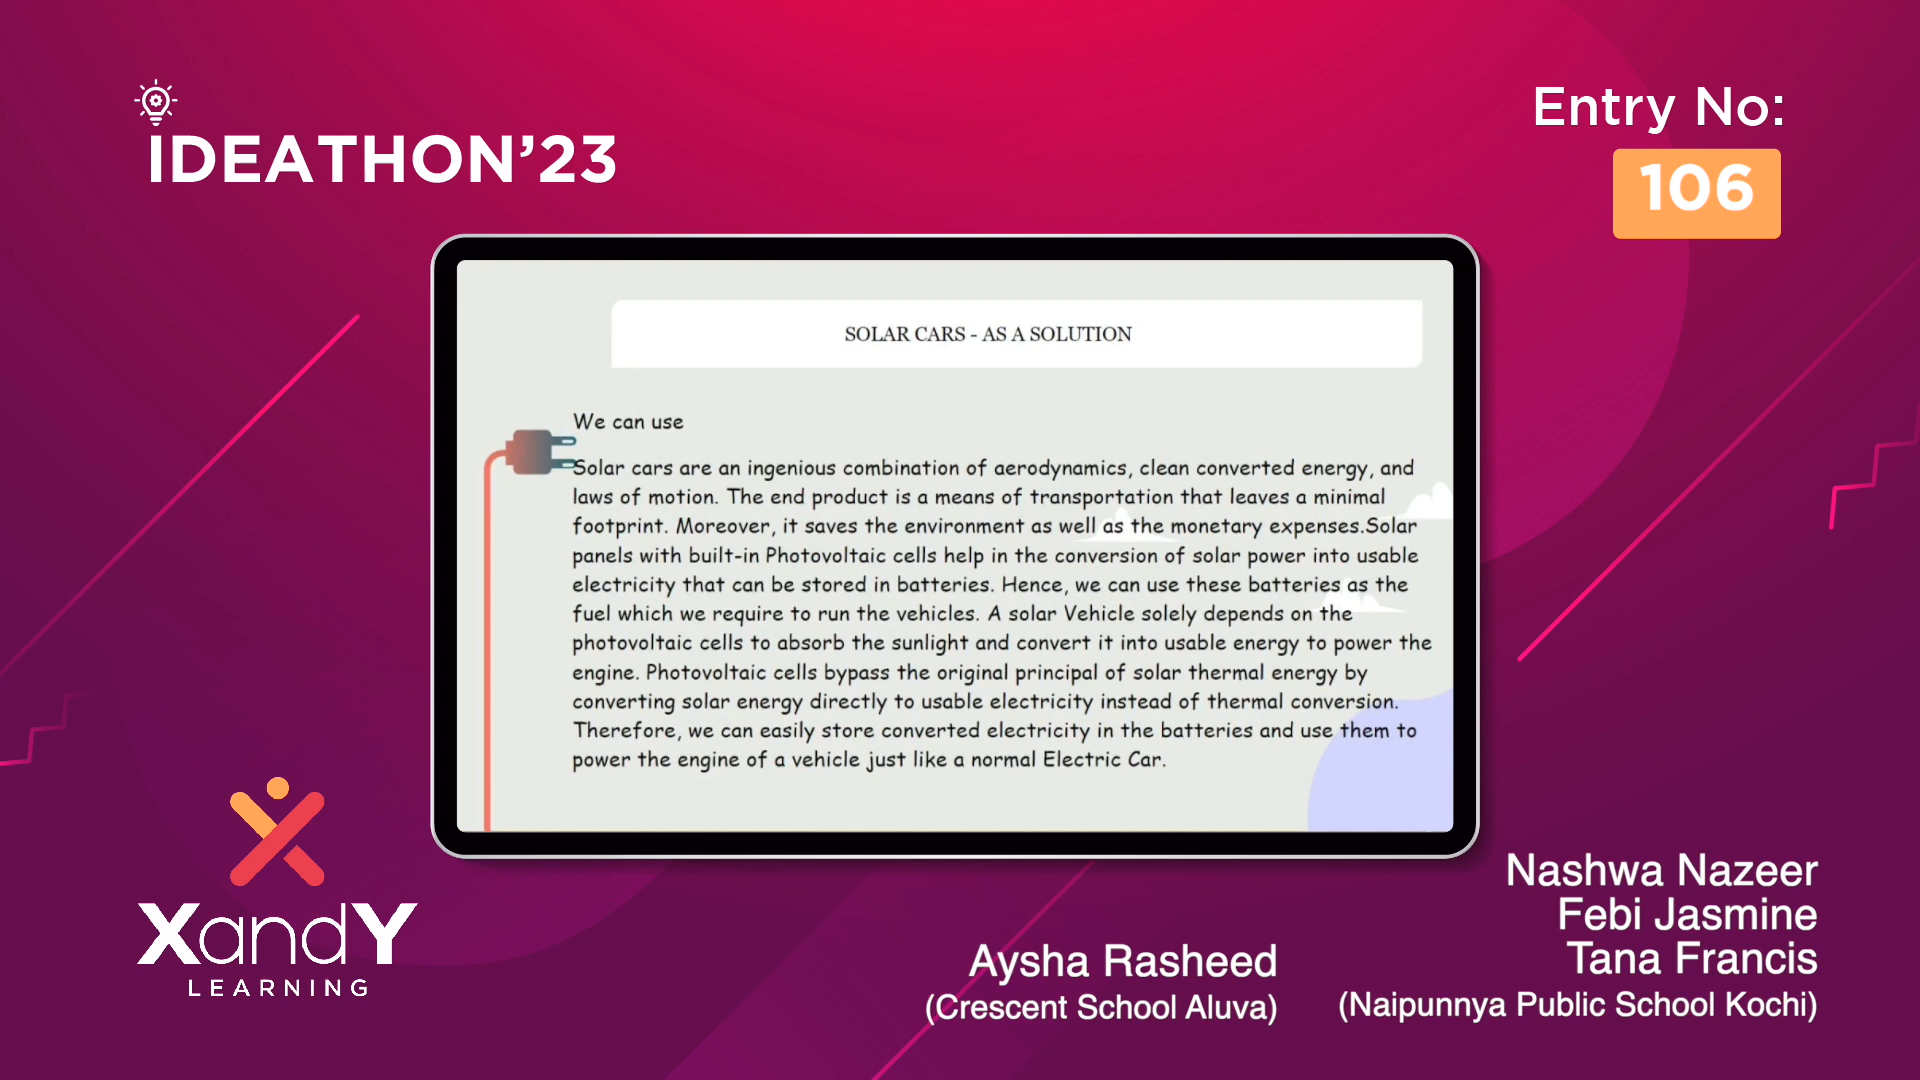 IDEATHON'23
Entry No:
106
SOLAR CARS - AS A SOLUTION
We can use
Solar cars are an ingenious combination of aerodynamics, clean converted energy, and
laws of motion. The end product is a means of transportation that leaves a minimal
footprint. Moreover, it saves the environment as well as the monetary expenses.Solar
panels with built-in Photovoltaic cells help in the conversion of solar power into usable
electricity that can be stored in batteries. Hence, we can use these batteries as the
fuel which we require to run the vehicles. A solar Vehicle solely depends on the
photovoltaic cells to absorb the sunlight and convert it into usable energy to power the
engine. Photovoltaic cells bypass the original principal of solar thermal energy by
converting solar energy directly to usable electricity instead of thermal conversion.
Therefore, we can easily store converted electricity in the batteries and use them to
power the engine of a vehicle just like a normal Electric Car.
XandY
LEARNING
Aysha Rasheed
(Crescent School Aluva)
Nashwa Nazeer
Febi Jasmine
Tana Francis
(Naipunnya Public School Kochi)